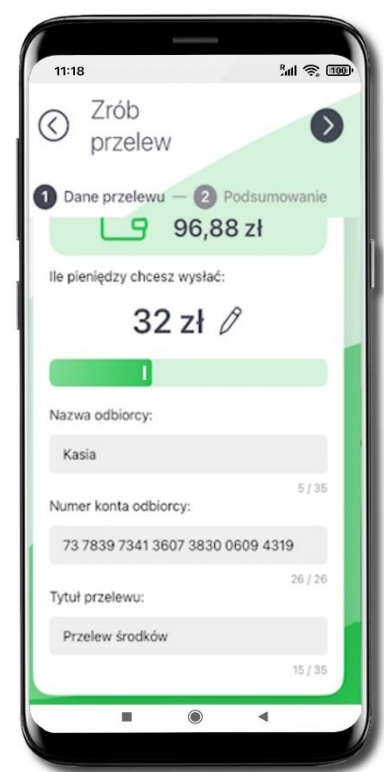 11:18
R
100
Zrób
przelew
1 Dane przelewu — 2 Podsumowanie
96,88 zł
Ile pieniędzy chcesz wysłać:
32 zł
Nazwa odbiorcy:
Kasia
5 / 35
Numer konta odbiorcy:
73 7839 7341 3607 3830 0609 4319
26 / 26
Tytuł przelewu:
Przelew środków
15 / 35